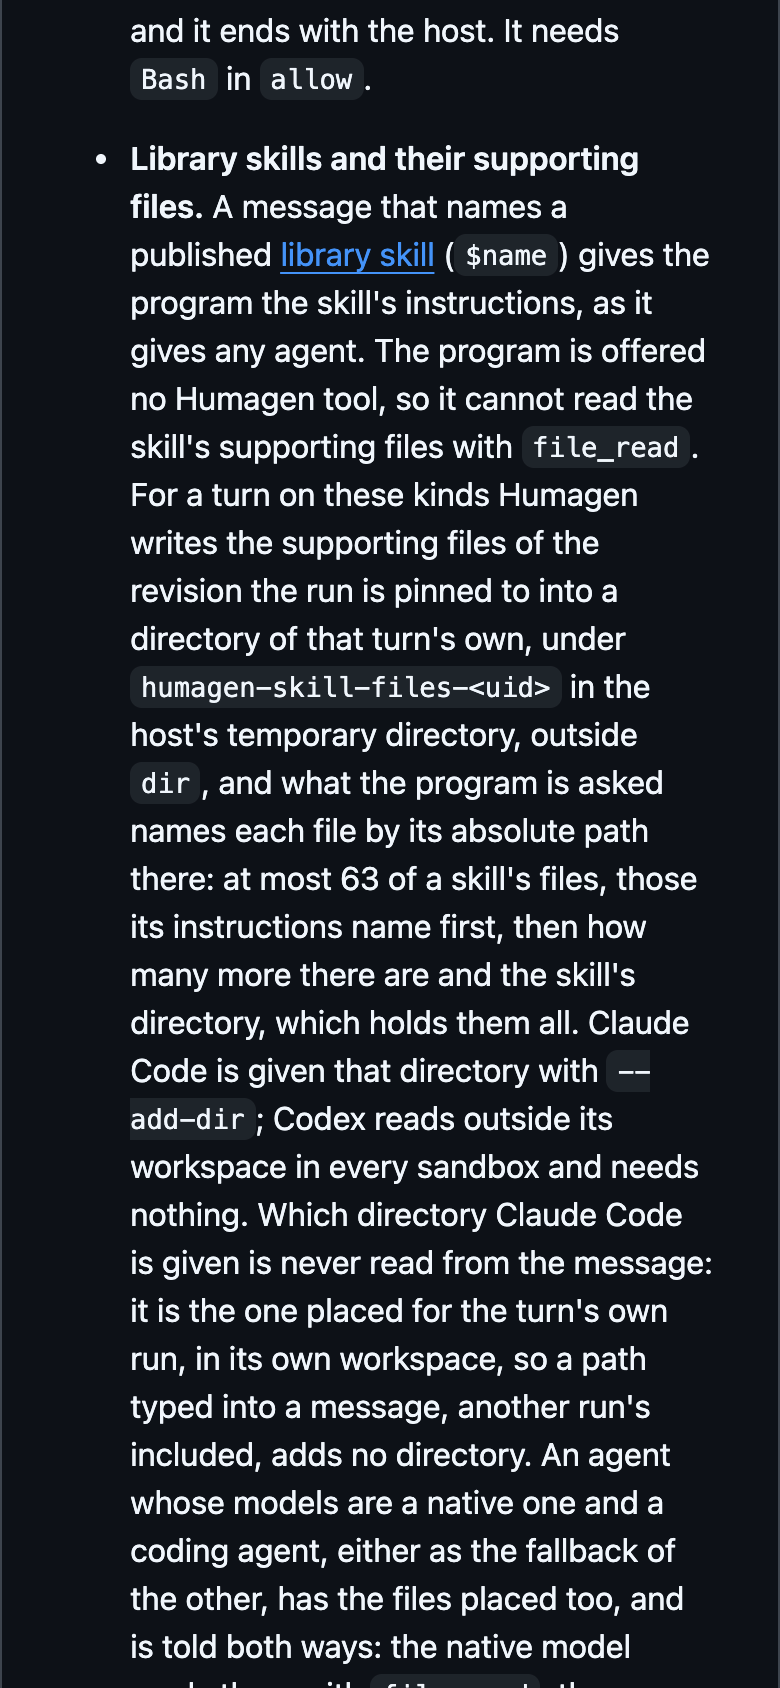 and it ends with the host. It needs
Bash in allow.
• Library skills and their supporting
files. A message that names a
published library skill ($name) gives the
program the skill's instructions, as it
gives any agent. The program is offered
no Humagen tool, so it cannot read the
skill's supporting files with file_read.
For a turn on these kinds Humagen
writes the supporting files of the
revision the run is pinned to into a
directory of that turn's own, under
humagen-skill-files-<uid> in the
host's temporary directory, outside
dir, and what the program is asked
names each file by its absolute path
there: at most 63 of a skill's files, those
its instructions name first, then how
many more there are and the skill's
directory, which holds them all. Claude
Code is given that directory with --
add-dir; Codex reads outside its
workspace in every sandbox and needs
nothing. Which directory Claude Code
is given is never read from the message:
it is the one placed for the turn's own
run, in its own workspace, so a path
typed into a message, another run's
included, adds no directory. An agent
whose models are a native one and a
coding agent, either as the fallback of
the other, has the files placed too, and
is told both ways: the native model